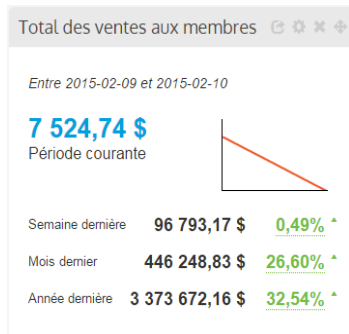 Total des ventes aux membres
Entre 2015-02-09 et 2015-02-10
7 524,74 $
Période courante
Semaine dernière 96 793,17 $ 0,49%
Mois dernier 446 248,83 $ 26,60%
Année dernière 3 373 672,16 $ 32,54%